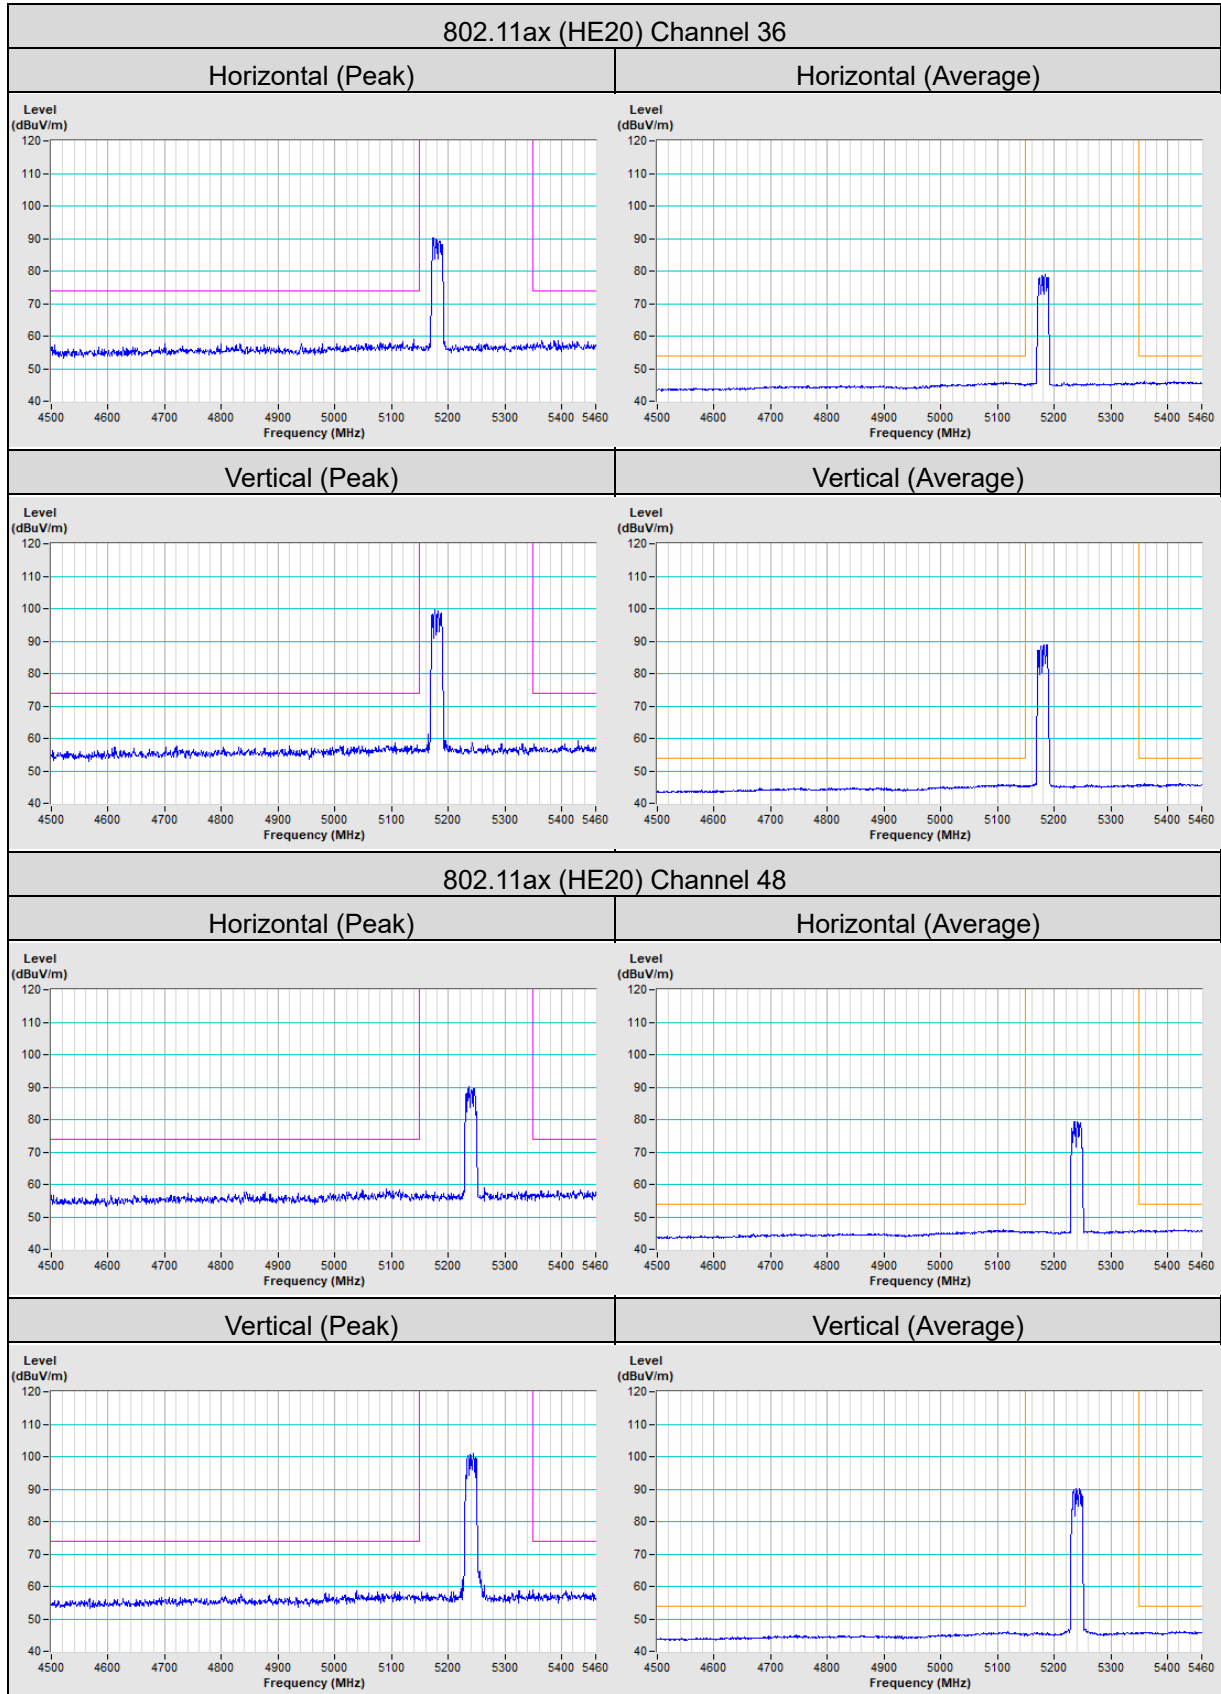 802.11ax (HE20) Channel 36
Horizontal (Peak) Horizontal (Average)
Level Level
(dBuV/m) (dBuV/m)
120 120
110 110
100 100
90 90
80 80
70 70
60 60
50 50
40 40
4500 4600 4700 4800 4900 5000 5100 5200 5300 5400 5460 4500 4600 4700 4800 4900 5000 5100 5200 5300 5400 5460
Frequency (MHz) Frequency (MHz)
Vertical (Peak) Vertical (Average)
Level Level
(dBuV/m) (dBuV/m)
120 120
110 110
100 100
90 90
80 80
70 70
60 60
50 50
40 40
4500 4600 4700 4800 4900 5000 5100 5200 5300 5400 5460 4500 4600 4700 4800 4900 5000 5100 5200 5300 5400 5460
Frequency (MHz) Frequency (MHz)
802.11ax (HE20) Channel 48
Horizontal (Peak) Horizontal (Average)
Level Level
(dBuV/m) (dBuV/m)
120 120
110 110
100 100
90 90
80 80
70 70
60 60
50 50
40 40
4500 4600 4700 4800 4900 5000 5100 5200 5300 5400 5460 4500 4600 4700 4800 4900 5000 5100 5200 5300 5400 5460
Frequency (MHz) Frequency (MHz)
Vertical (Peak) Vertical (Average)
Level Level
(dBuV/m) (dBuV/m)
120 120
110 110
100 100
90 90
80 80
70 70
60 60
50 50
40 40
4500 4600 4700 4800 4900 5000 5100 5200 5300 5400 5460 4500 4600 4700 4800 4900 5000 5100 5200 5300 5400 5460
Frequency (MHz) Frequency (MHz)